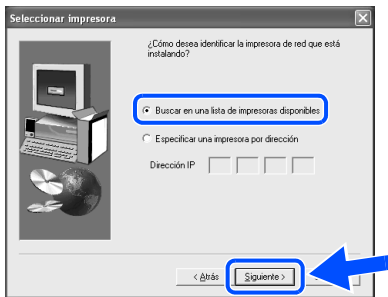 Seleccionar impresora
¿Cómo desea identificar la impresora de red que está
instalando?
Buscar en una lista de impresoras disponibles
Especificar una impresora por dirección
Dirección IP
< Atrás
Siguiente >